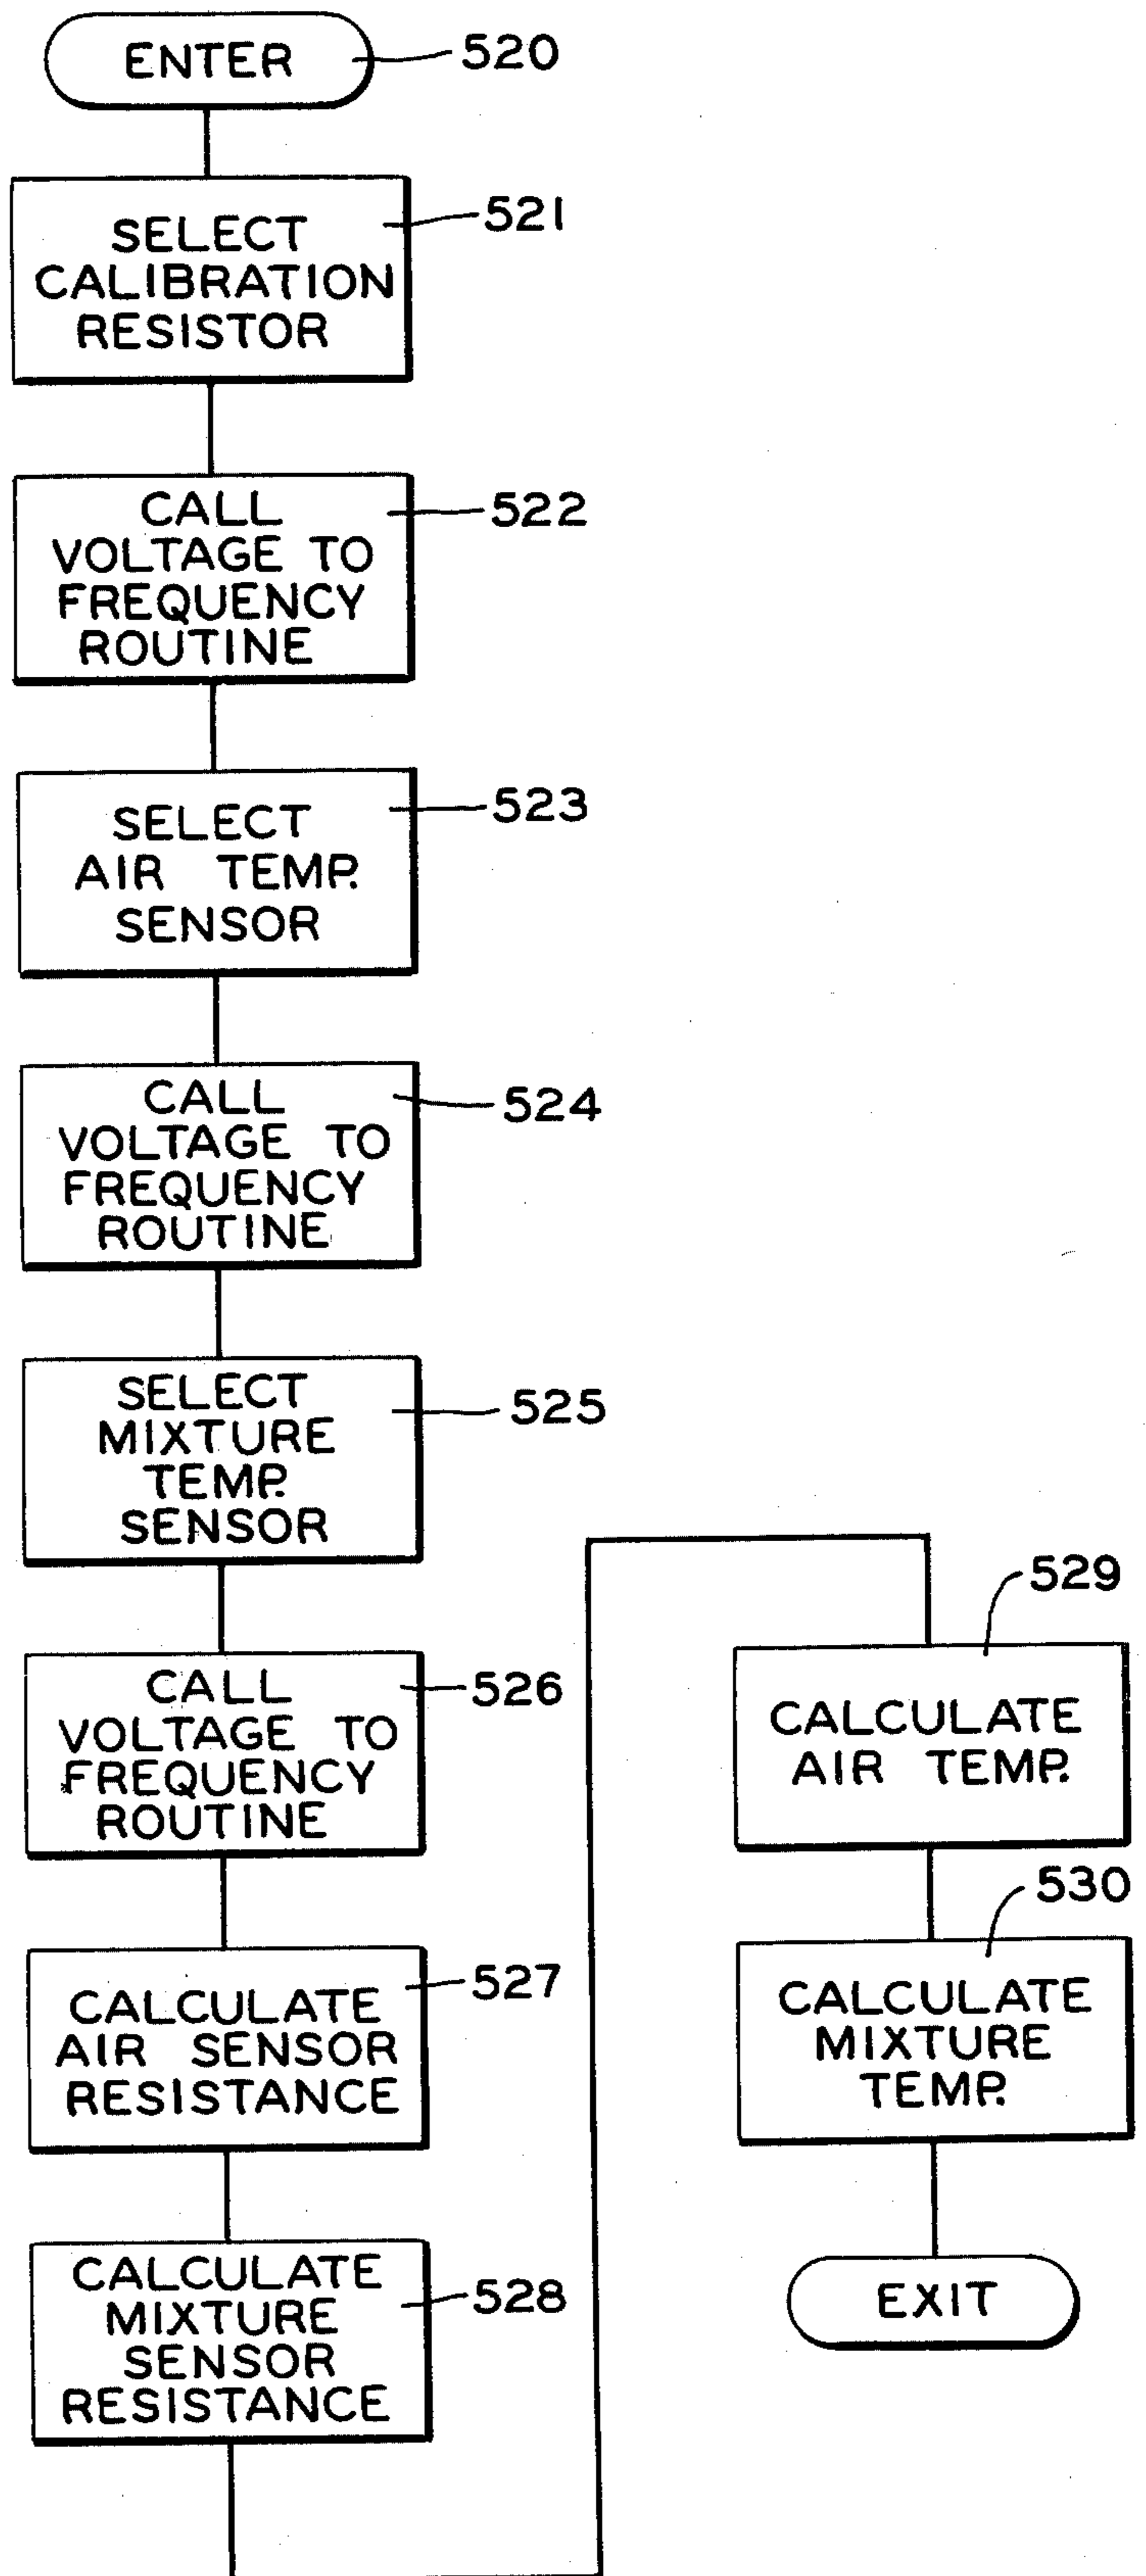 ENTER 520
SELECT 521
CALIBRATION
RESISTOR
CALL 522
VOLTAGE TO
FREQUENCY
ROUTINE
SELECT 523
AIR TEMP.
SENSOR
CALL 524
VOLTAGE TO
FREQUENCY
ROUTINE
SELECT 525
MIXTURE
TEMP.
SENSOR
CALL 526
VOLTAGE TO
FREQUENCY
ROUTINE
CALCULATE 527
AIR SENSOR
RESISTANCE
CALCULATE 528
MIXTURE
SENSOR
RESISTANCE
529
CALCULATE
AIR TEMP.
530
CALCULATE
MIXTURE
TEMP.
EXIT